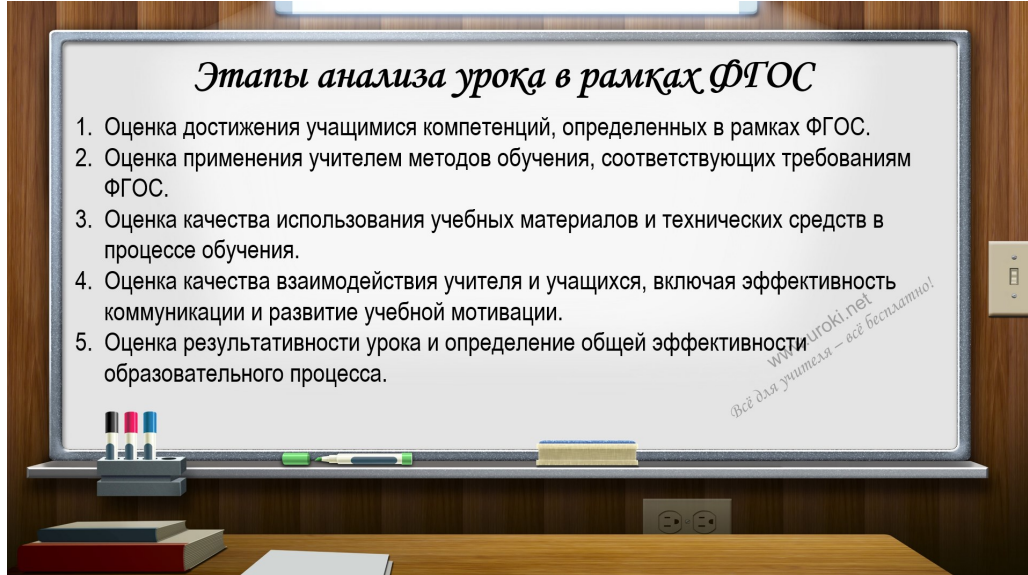 Этапы анализа урока в рамках ФГОС
1. Оценка достижения учащимися компетенций, определенных в рамках ФГОС.
2. Оценка применения учителем методов обучения, соответствующих требованиям
ФГОС.
3. Оценка качества использования учебных материалов и технических средств в
процессе обучения.
4. Оценка качества взаимодействия учителя и учащихся, включая эффективность
коммуникации и развитие учебной мотивации.
5. Оценка результативности урока и определение общей эффективности
образовательного процесса.
www.uroki.net
Всё для учителя – всё бесплатно!